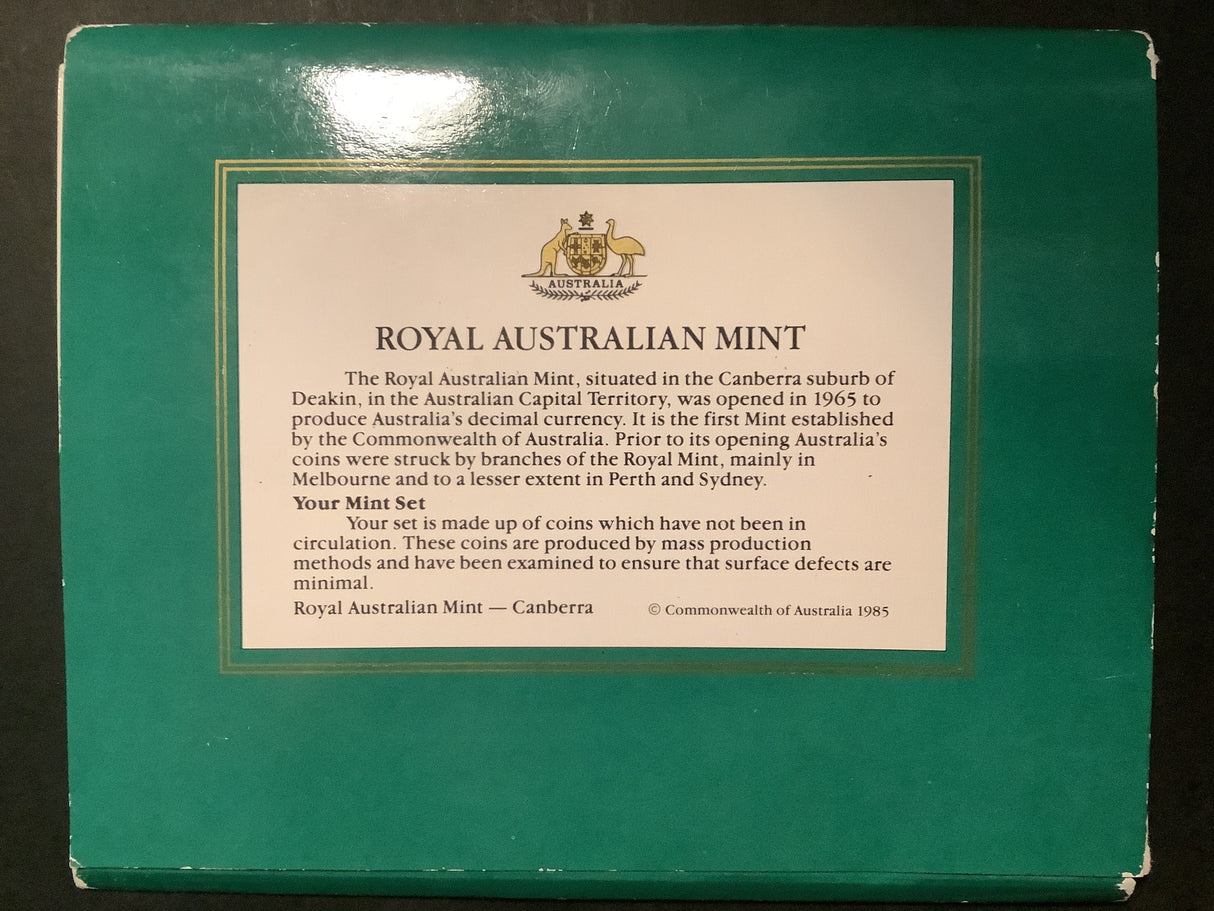 AUSTRALIA
ROYAL AUSTRALIAN MINT
The Royal Australian Mint, situated in the Canberra suburb of
Deakin, in the Australian Capital Territory, was opened in 1965 to
produce Australia's decimal currency. It is the first Mint established
by the Commonwealth of Australia. Prior to its opening Australia's
coins were struck by branches of the Royal Mint, mainly in
Melbourne and to a lesser extent in Perth and Sydney.
Your Mint Set
Your set is made up of coins which have not been in
circulation. These coins are produced by mass production
methods and have been examined to ensure that surface defects are
minimal.
Royal Australian Mint — Canberra © Commonwealth of Australia 1985